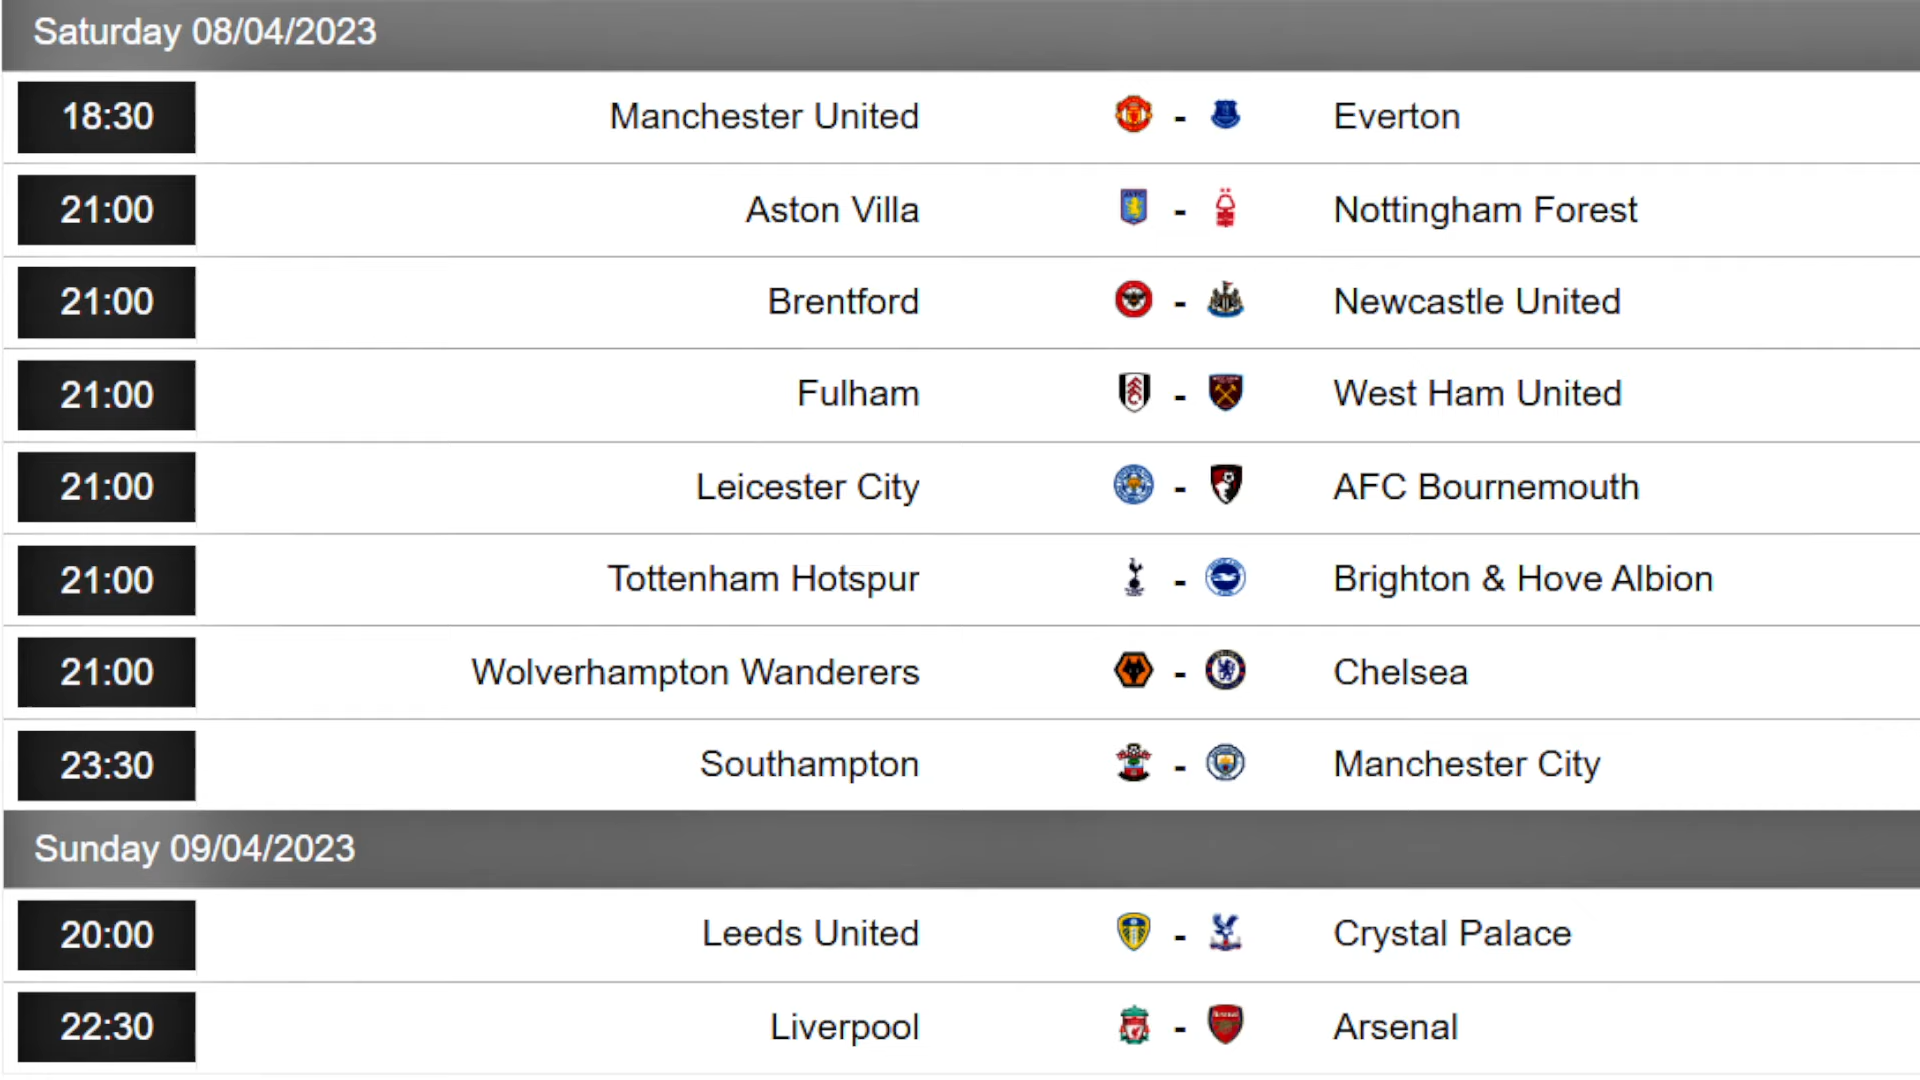 Saturday 08/04/2023
18:30 Manchester United - Everton
21:00 Aston Villa - Nottingham Forest
21:00 Brentford - Newcastle United
21:00 Fulham - West Ham United
21:00 Leicester City - AFC Bournemouth
21:00 Tottenham Hotspur - Brighton & Hove Albion
21:00 Wolverhampton Wanderers - Chelsea
23:30 Southampton - Manchester City
Sunday 09/04/2023
20:00 Leeds United - Crystal Palace
22:30 Liverpool - Arsenal